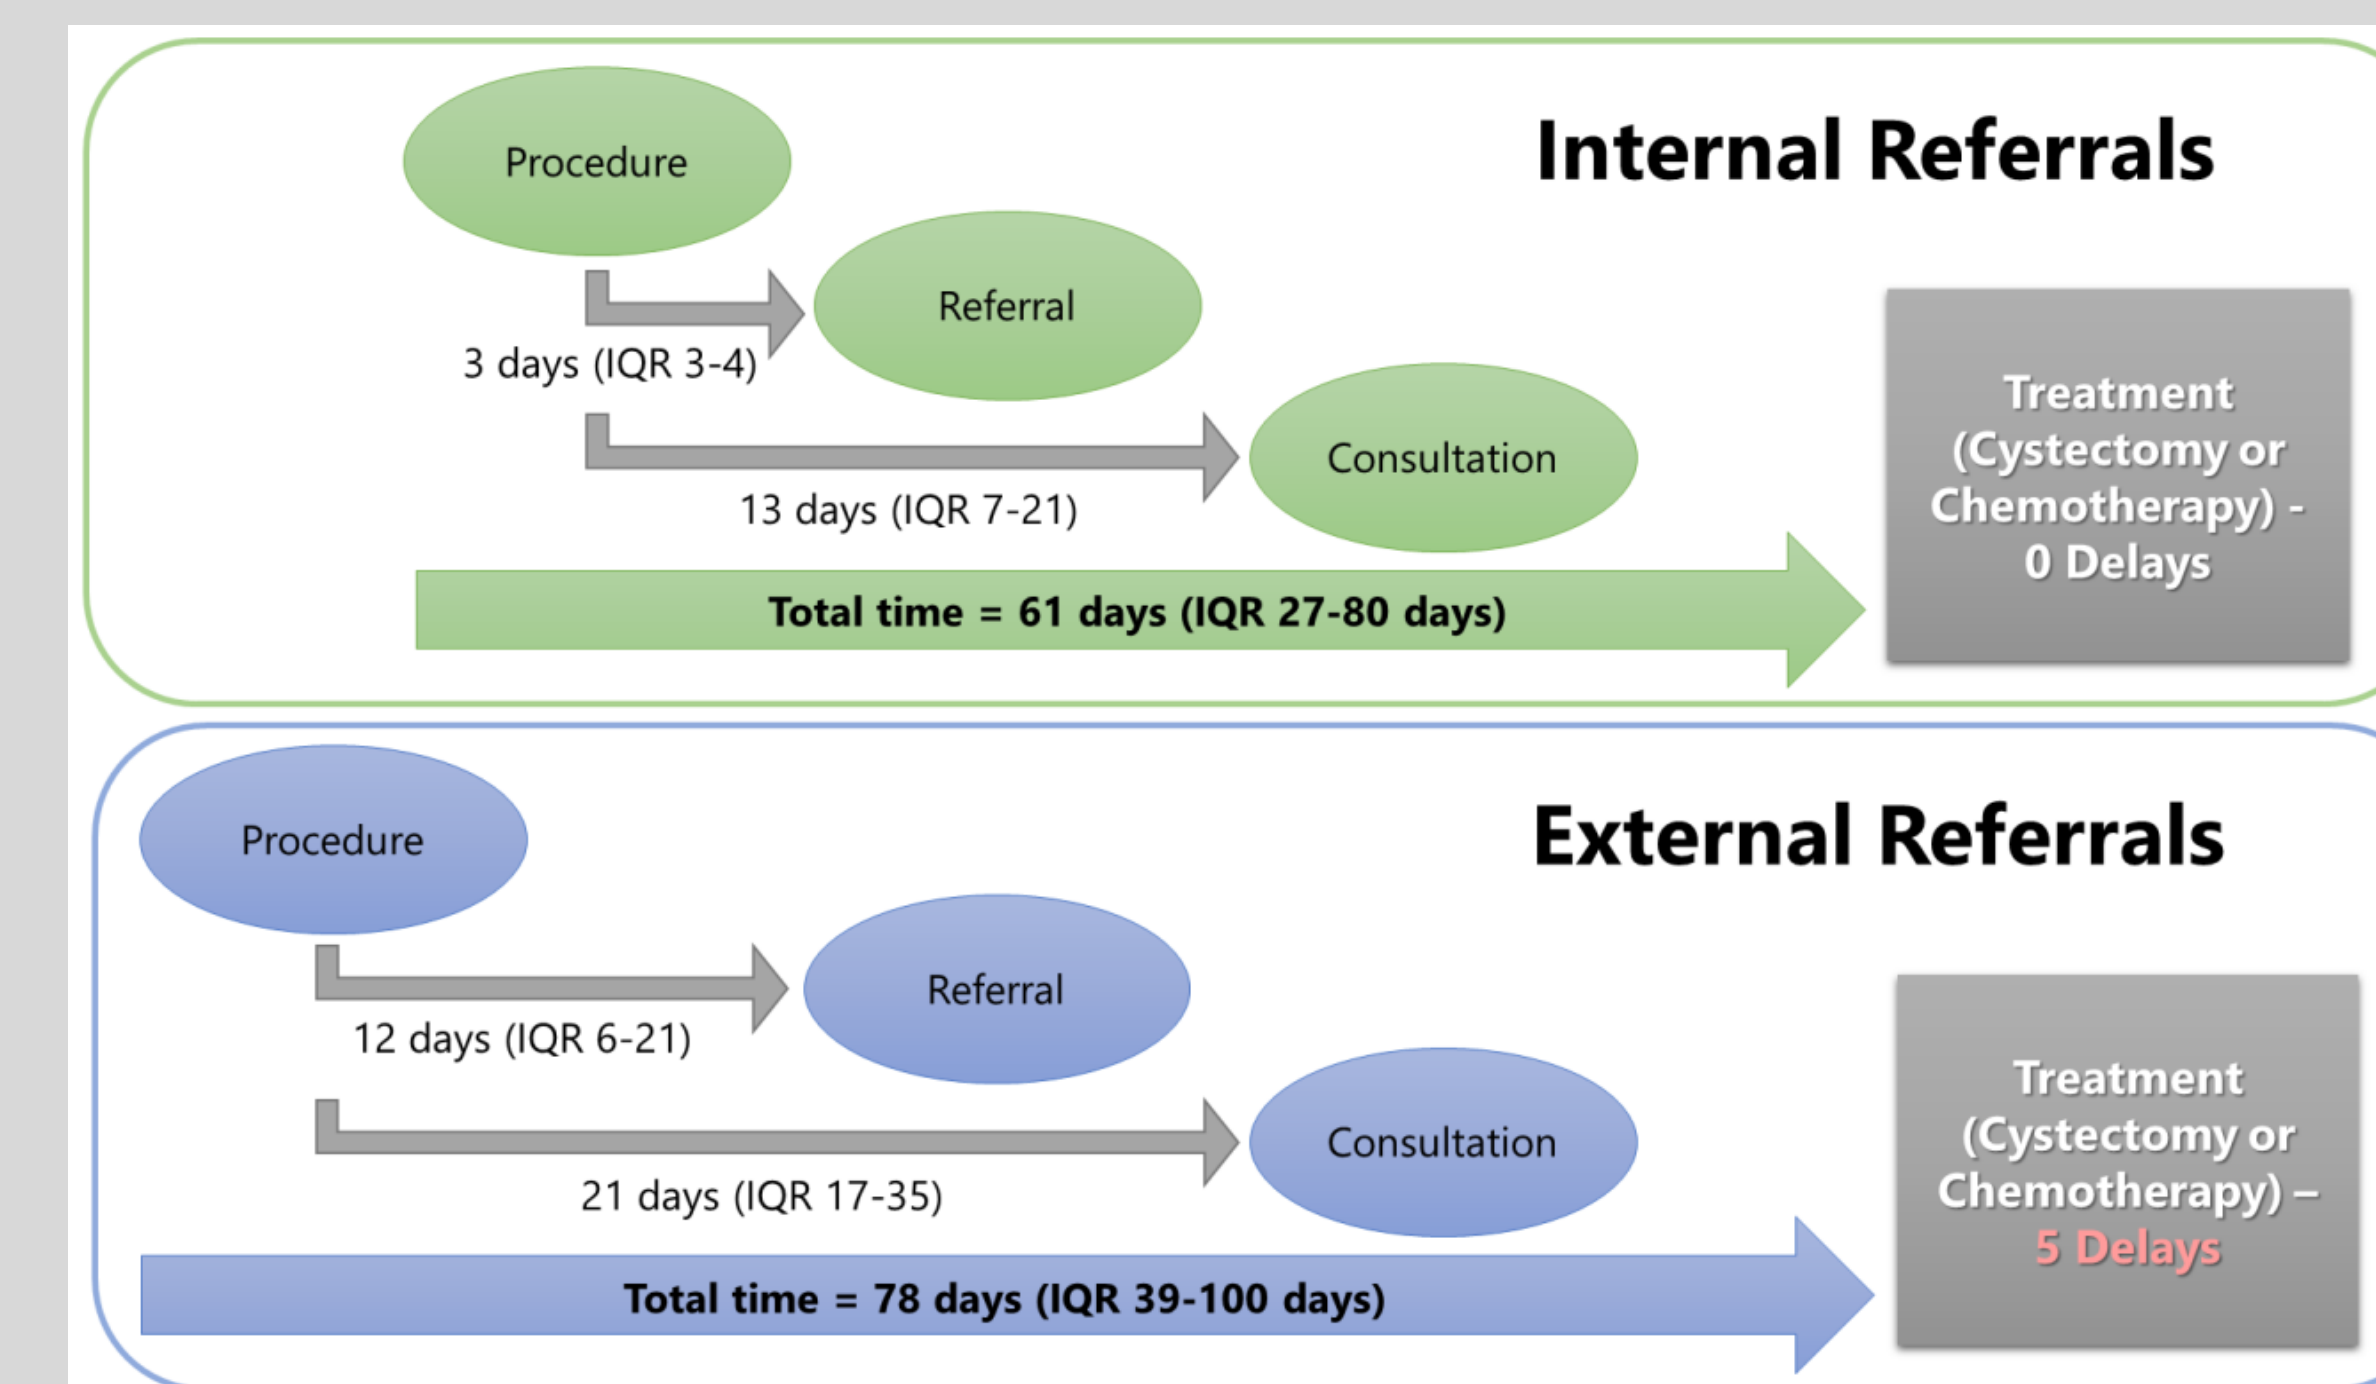 Internal Referrals
Procedure
Referral
3 days (IQR 3-4)
Consultation
13 days (IQR 7-21)
Total time = 61 days (IQR 27-80 days)
Treatment
(Cystectomy or
Chemotherapy) -
0 Delays
External Referrals
Procedure
Referral
12 days (IQR 6-21)
Consultation
21 days (IQR 17-35)
Total time = 78 days (IQR 39-100 days)
Treatment
(Cystectomy or
Chemotherapy) –
5 Delays